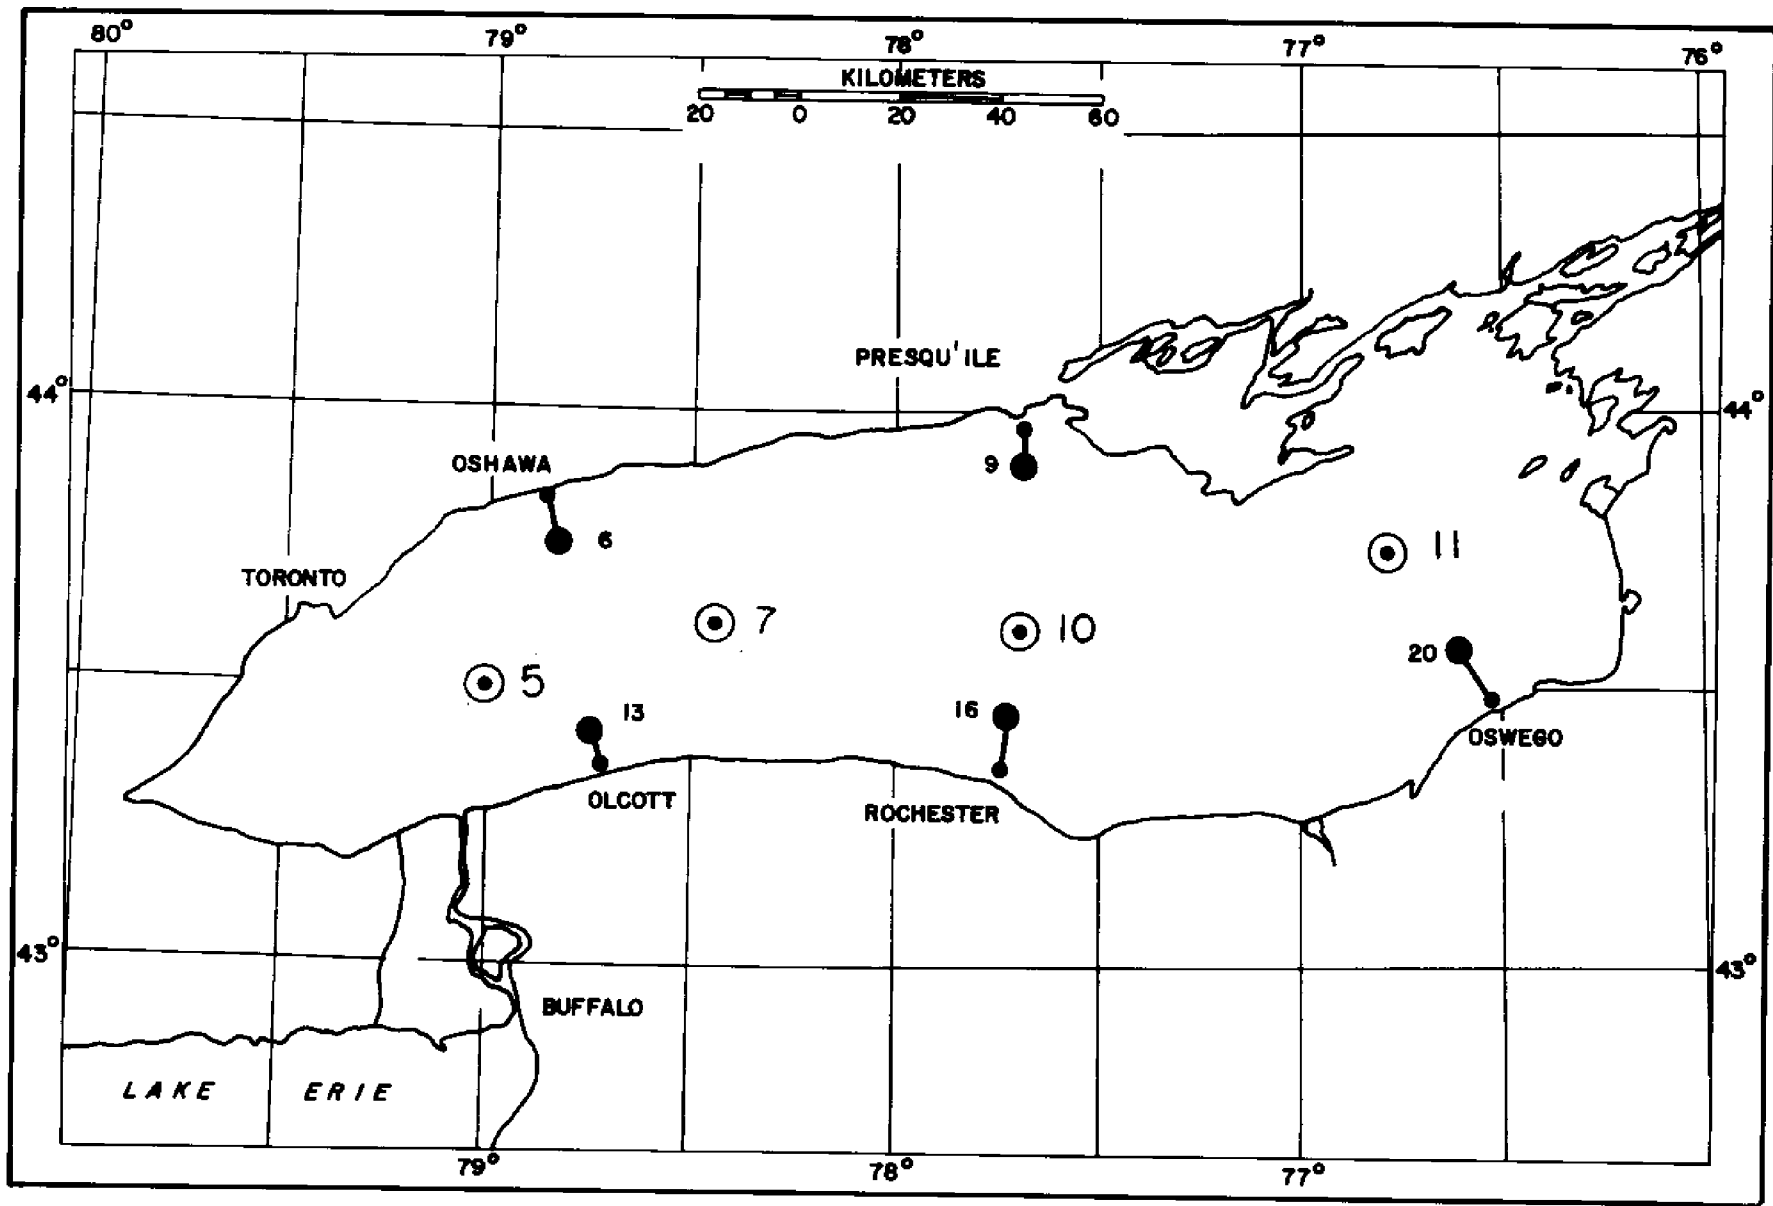 80° 79° 78° 77° 76°
KILOMETERS
20 0 20 40 60
PRESQU'ILE
44° 44°
OSHAWA
9
6
11
TORONTO
7
10
20
5
13
16
OSWEGO
OLCOTT
ROCHESTER
43° 43°
BUFFALO
LAKE ERIE
79° 78° 77°